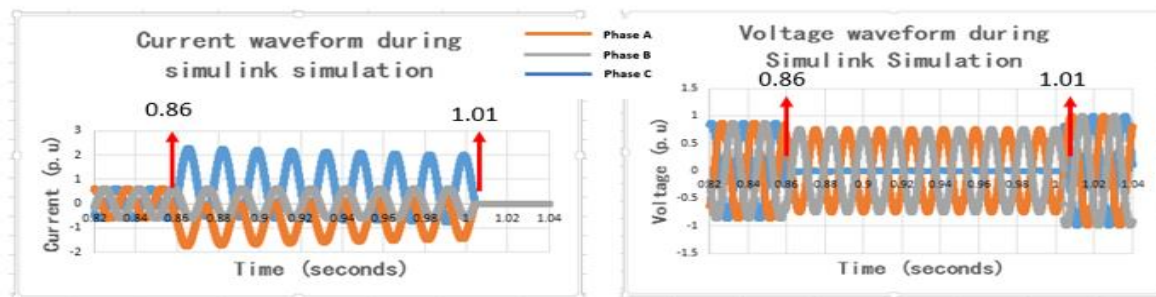 Current waveform during
simulink simulation
0.86
1.01
Current (p.u)
3
2
1
0
-1
-2
0.82 0.84 0.86 0.88 0.9 0.92 0.94 0.96 0.98 1 1.02 1.04
Time (seconds)
Phase A
Phase B
Phase C
Voltage waveform during
Simulink Simulation
0.86
1.01
Voltage (p.u)
1.5
1
0.5
0
-0.5
-1
-1.5
0.82 0.84 0.86 0.88 0.9 0.92 0.94 0.96 0.98 1 1.02 1.04
Time (seconds)